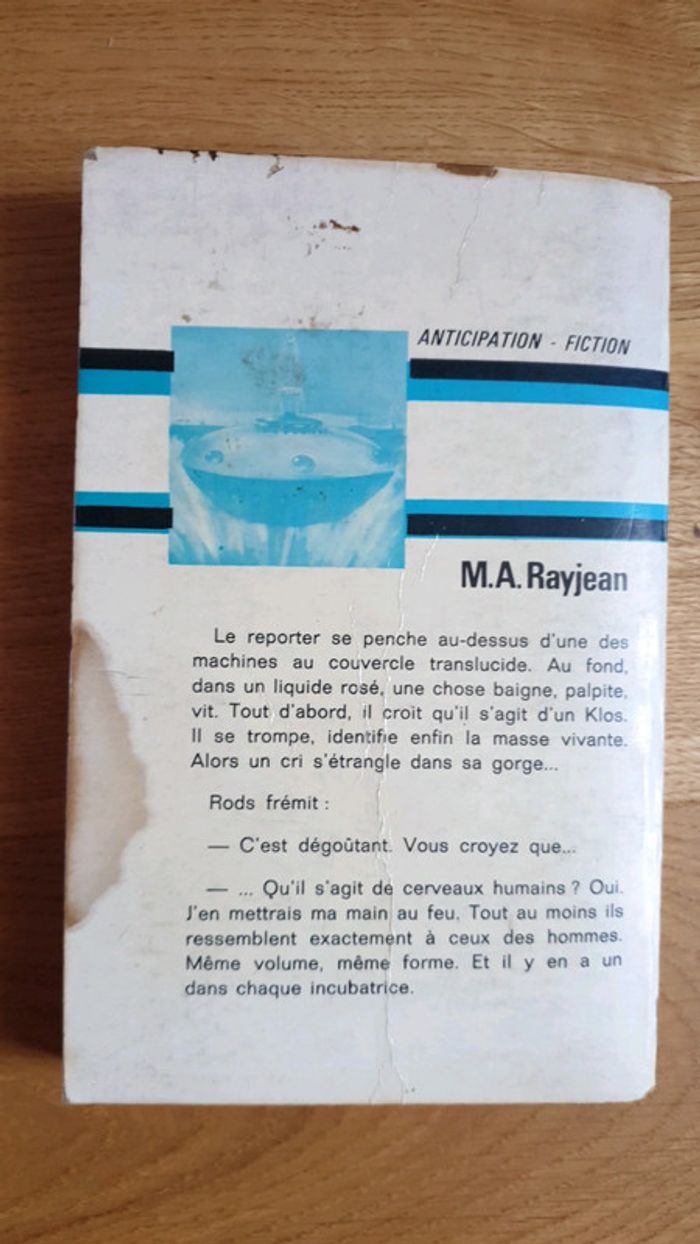 ANTICIPATION - FICTION
M.A. Rayjean
Le reporter se penche au-dessus d'une des
machines au couvercle translucide. Au fond,
dans un liquide rosé, une chose baigne, palpite,
vit. Tout d'abord, il croit qu'il s'agit d'un Klos.
Il se trompe, identifie enfin la masse vivante.
Alors un cri s'étrangle dans sa gorge...
Rods frémit :
— C'est dégoûtant. Vous croyez que...
— ... Qu'il s'agit de cerveaux humains ? Oui.
J'en mettrais ma main au feu. Tout au moins ils
ressemblent exactement à ceux des hommes.
Même volume, même forme. Et il y en a un
dans chaque incubatrice.